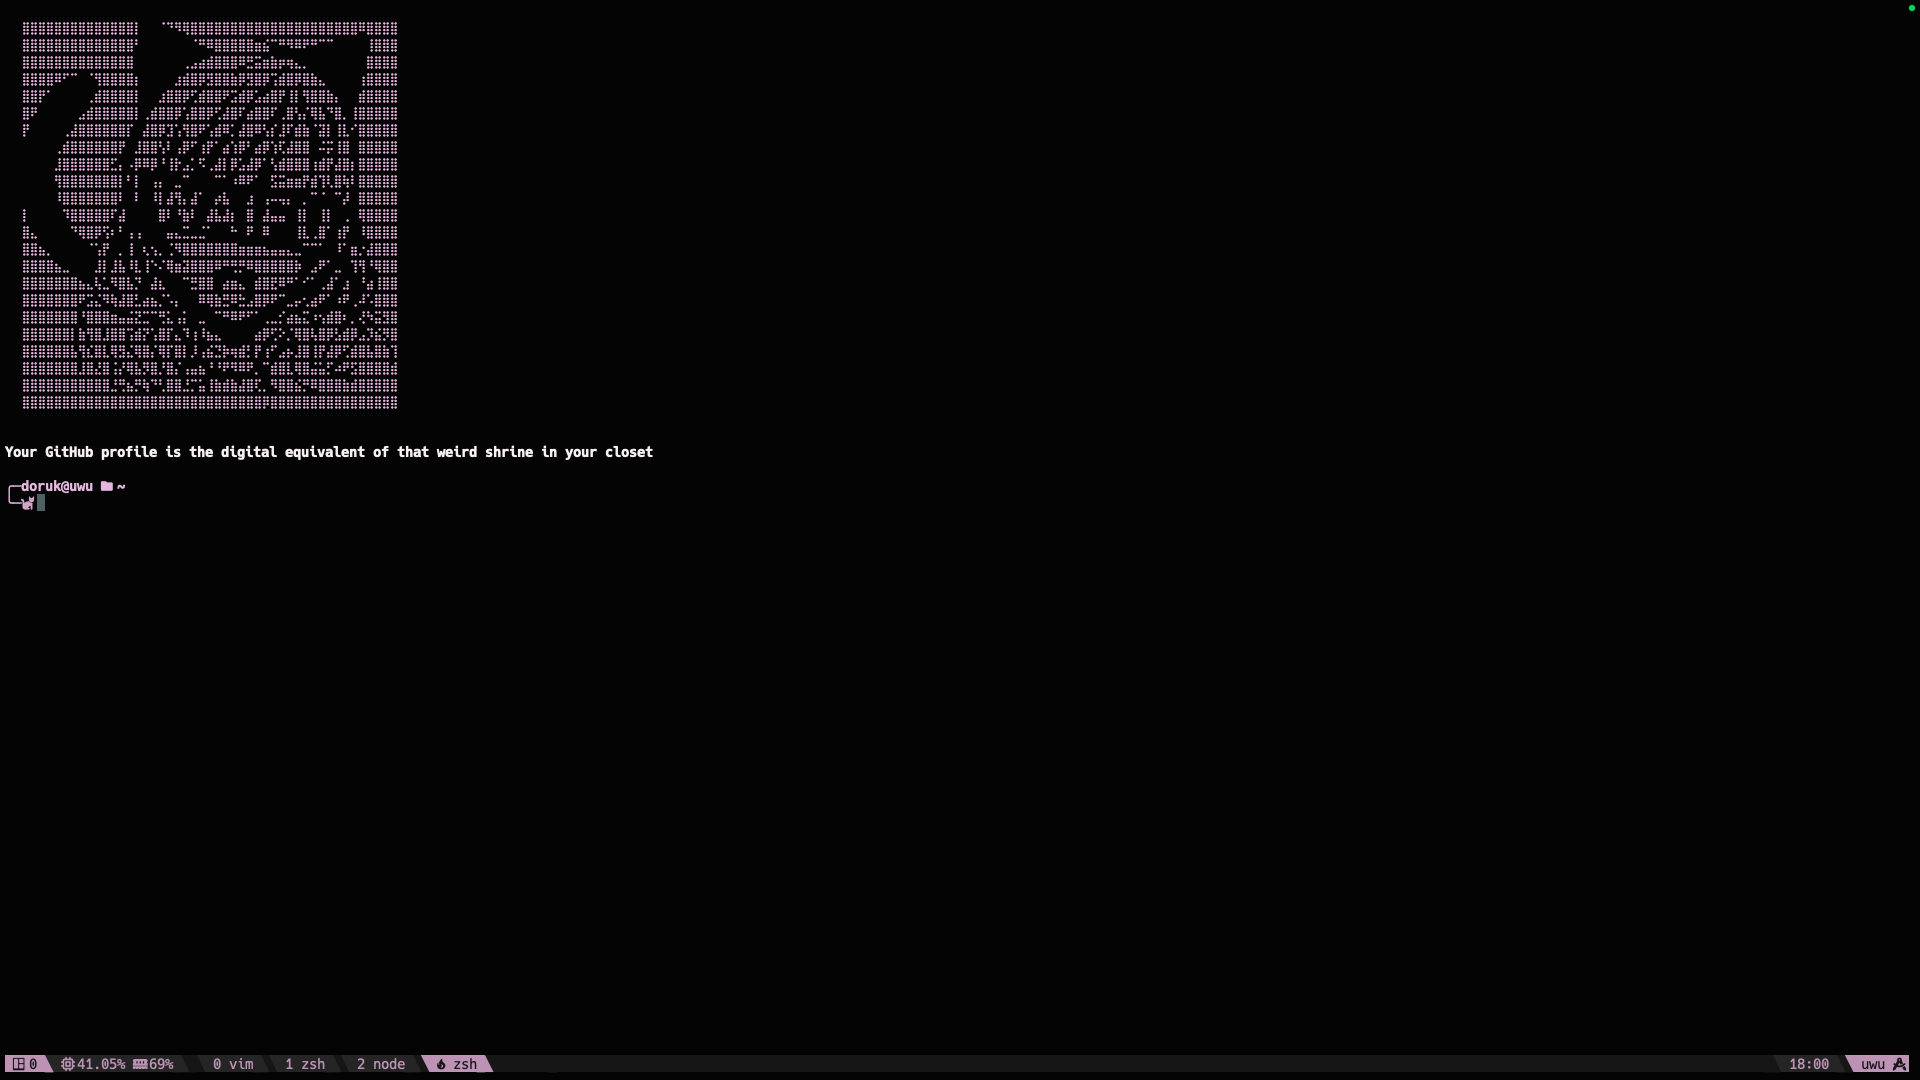 Your GitHub profile is the digital equivalent of that weird shrine in your closet
doruk@uwu ~
0 41.05% 69% 0 vim 1 zsh 2 node zsh 18:00 uwu